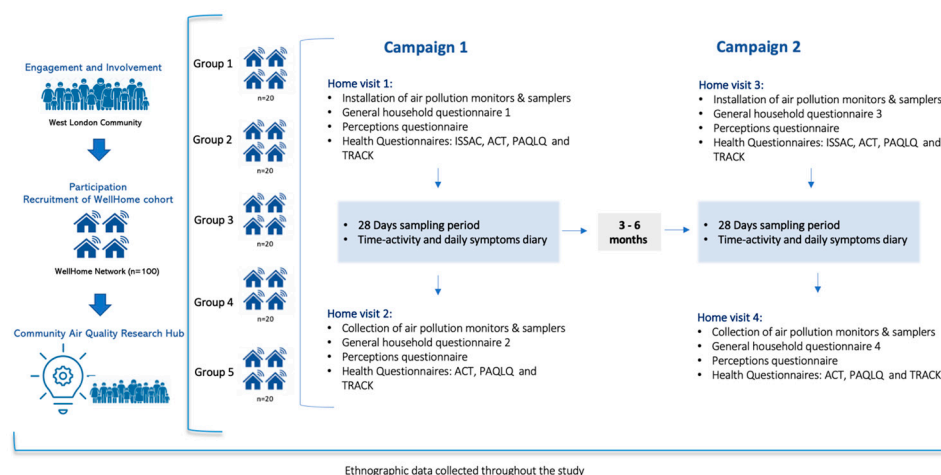 Engagement and Involvement
West London Community
Participation
Recruitment of WellHome cohort
WellHome Network (n=100)
Community Air Quality Research Hub
Group 1
n=20
Group 2
n=20
Group 3
n=20
Group 4
n=20
Group 5
n=20
Campaign 1
Home visit 1:
• Installation of air pollution monitors & samplers
• General household questionnaire 1
• Perceptions questionnaire
• Health Questionnaires: ISSAC, ACT, PAQLQ and
TRACK
• 28 Days sampling period
• Time-activity and daily symptoms diary
Home visit 2:
• Collection of air pollution monitors & samplers
• General household questionnaire 2
• Perceptions questionnaire
• Health Questionnaires: ACT, PAQLQ and
TRACK
3 - 6
months
Campaign 2
Home visit 3:
• Installation of air pollution monitors & samplers
• General household questionnaire 3
• Perceptions questionnaire
• Health Questionnaires: ISSAC, ACT, PAQLQ and
TRACK
• 28 Days sampling period
• Time-activity and daily symptoms diary
Home visit 4:
• Collection of air pollution monitors & samplers
• General household questionnaire 4
• Perceptions questionnaire
• Health Questionnaires: ACT, PAQLQ and TRACK
Ethnographic data collected throughout the study